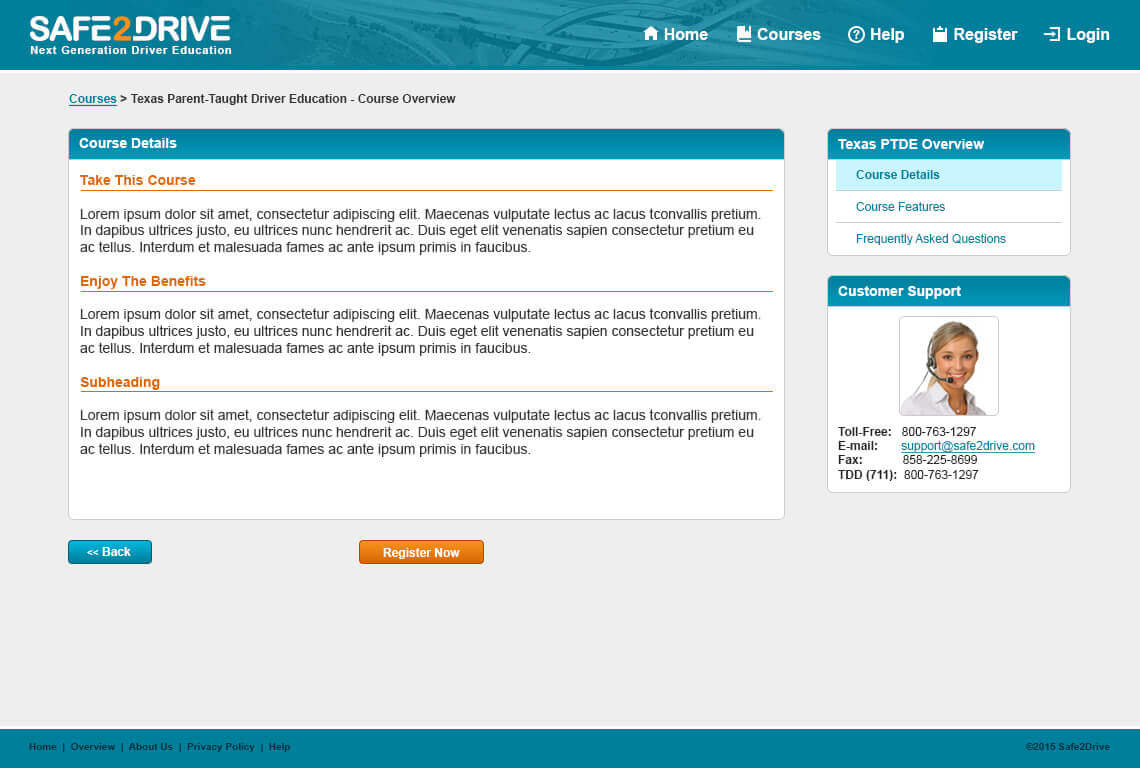 SAFE2DRIVE
Next Generation Driver Education
Home Courses Help Register Login
Courses > Texas Parent-Taught Driver Education - Course Overview
Course Details
Take This Course
Lorem ipsum dolor sit amet, consectetur adipiscing elit. Maecenas vulputate lectus ac lacus tconvallis pretium.
In dapibus ultrices justo, eu ultrices nunc hendrerit ac. Duis eget elit venenatis sapien consectetur pretium eu
ac tellus. Interdum et malesuada fames ac ante ipsum primis in faucibus.
Enjoy The Benefits
Lorem ipsum dolor sit amet, consectetur adipiscing elit. Maecenas vulputate lectus ac lacus tconvallis pretium.
In dapibus ultrices justo, eu ultrices nunc hendrerit ac. Duis eget elit venenatis sapien consectetur pretium eu
ac tellus. Interdum et malesuada fames ac ante ipsum primis in faucibus.
Subheading
Lorem ipsum dolor sit amet, consectetur adipiscing elit. Maecenas vulputate lectus ac lacus tconvallis pretium.
In dapibus ultrices justo, eu ultrices nunc hendrerit ac. Duis eget elit venenatis sapien consectetur pretium eu
ac tellus. Interdum et malesuada fames ac ante ipsum primis in faucibus.
<< Back
Register Now
Texas PTDE Overview
Course Details
Course Features
Frequently Asked Questions
Customer Support
Toll-Free: 800-763-1297
E-mail: support@safe2drive.com
Fax: 858-225-8699
TDD (711): 800-763-1297
Home | Overview | About Us | Privacy Policy | Help
©2015 Safe2Drive